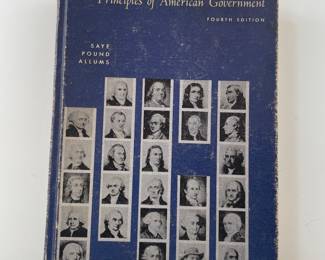 Principles of American Government
FOURTH EDITION
SAYE
POUND
ALLUMS